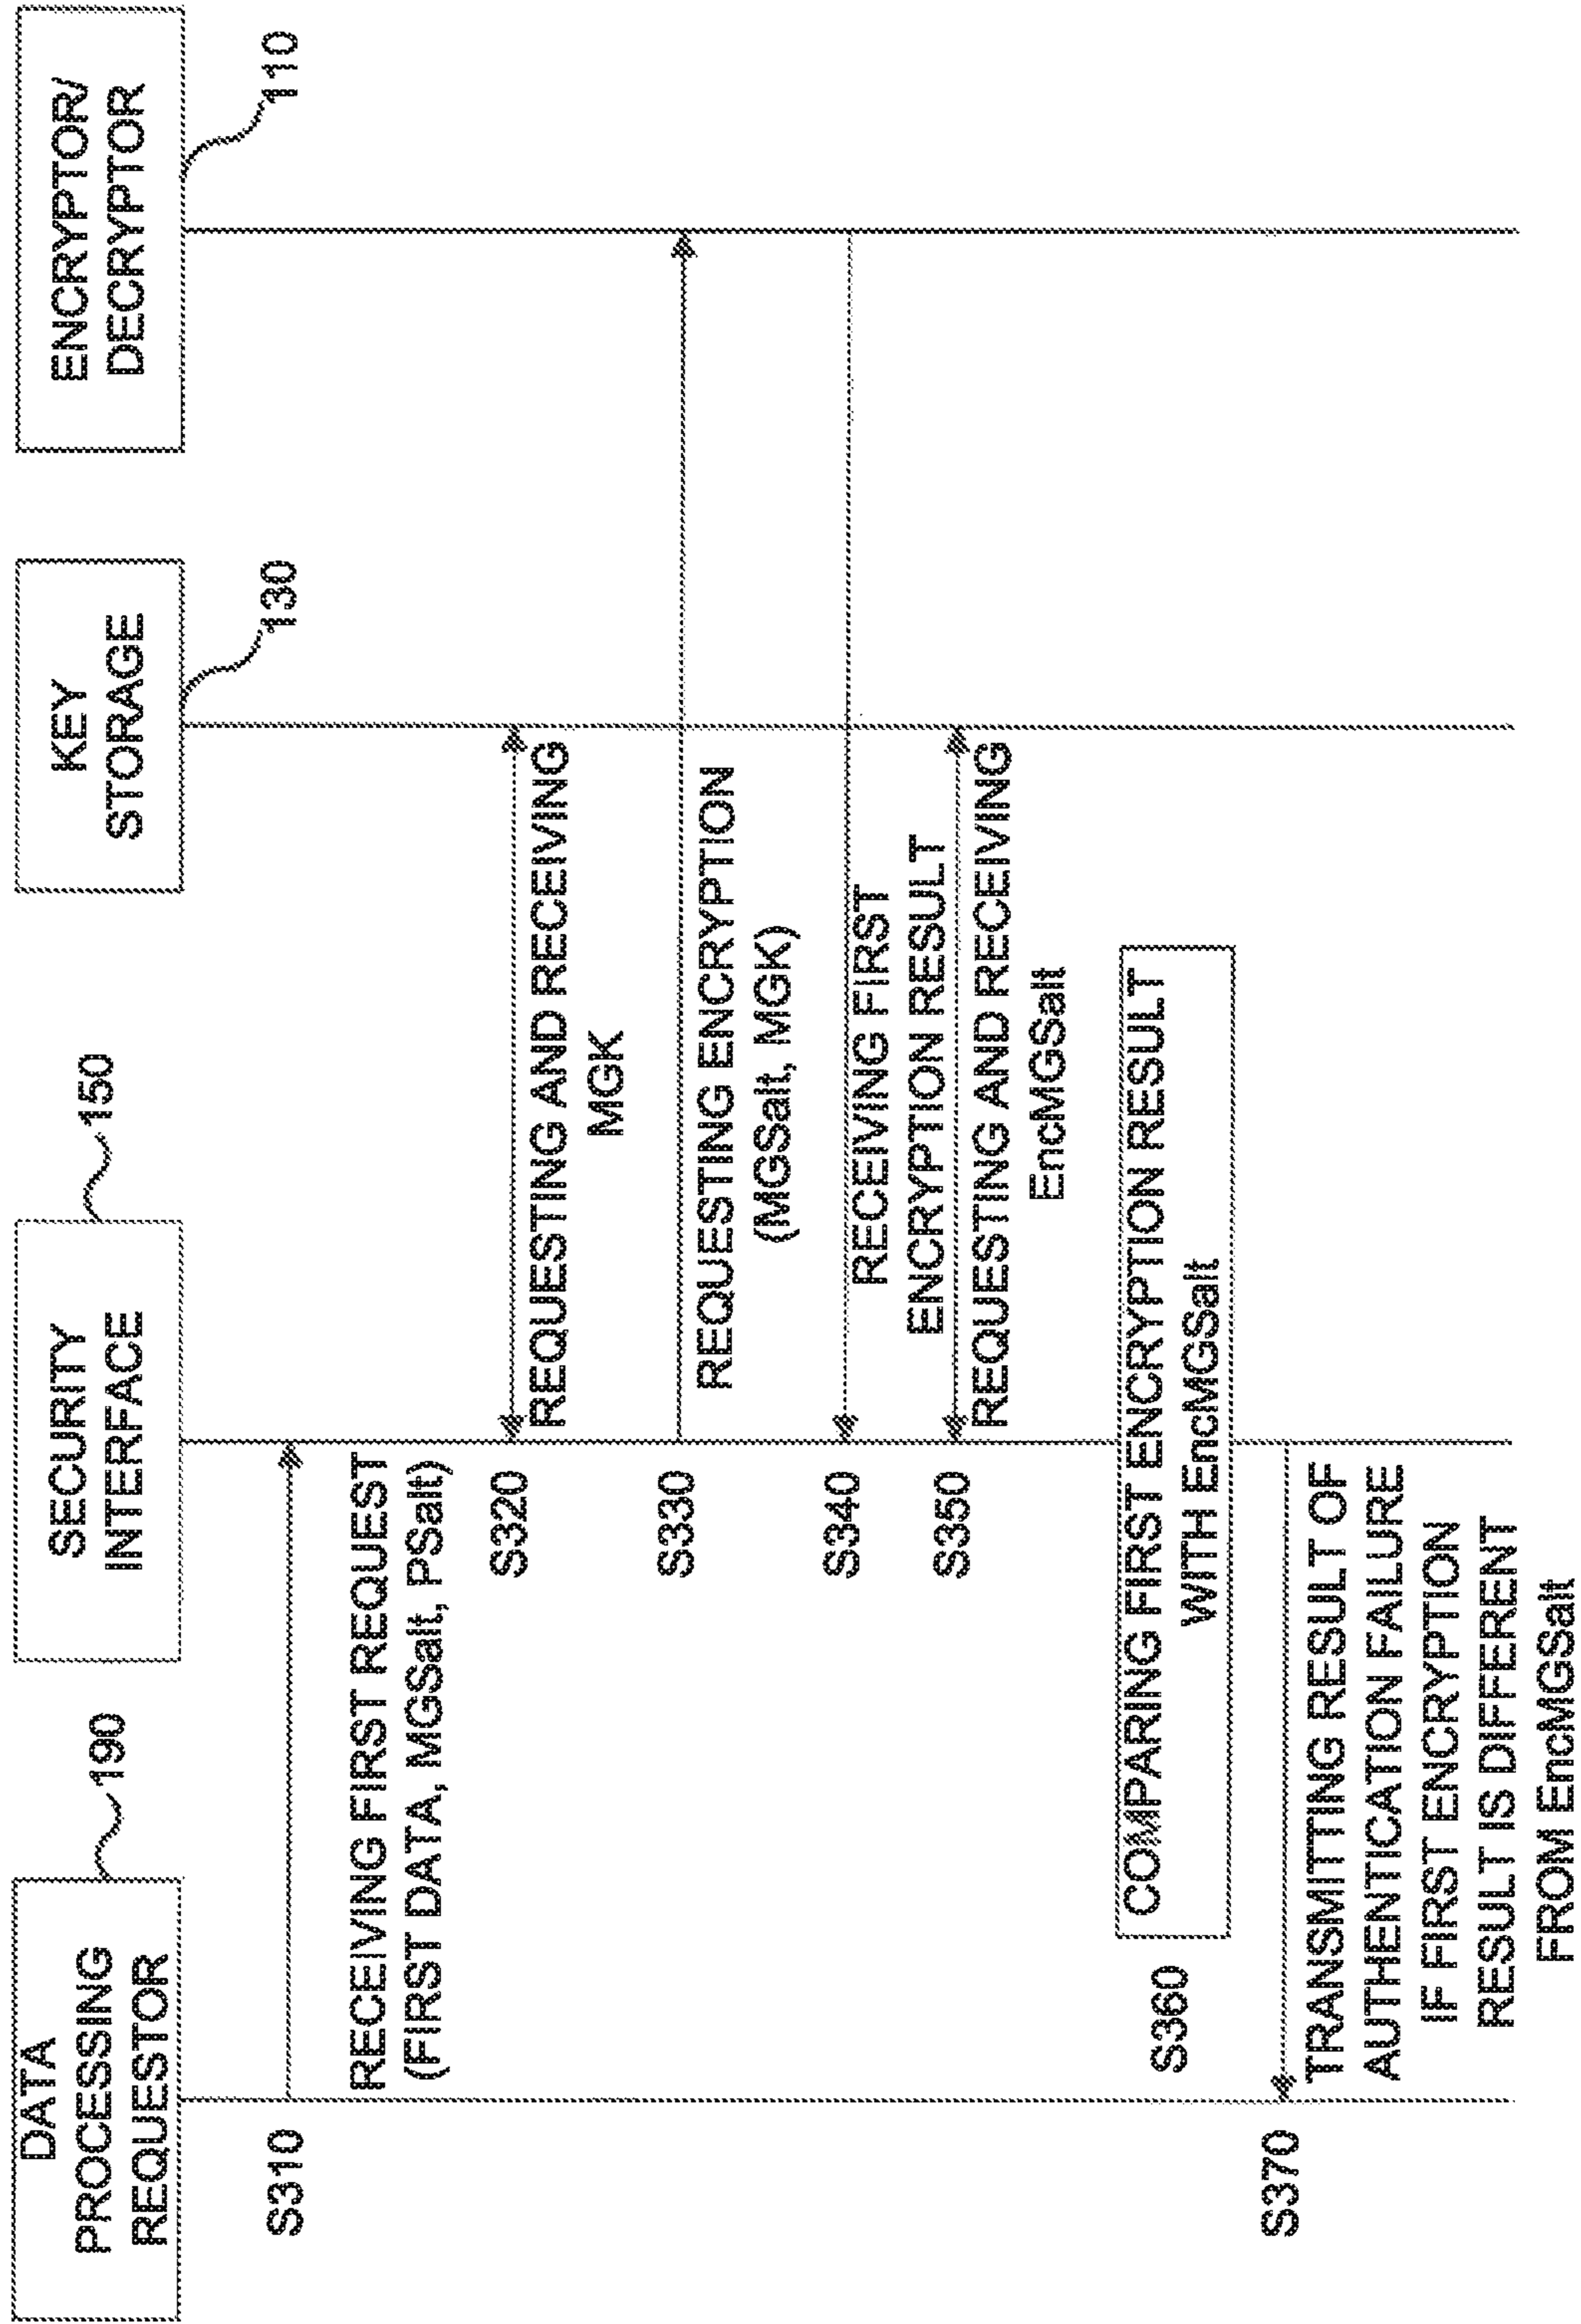 DATA
PROCESSING
REQUESTOR
190
SECURITY
INTERFACE
150
KEY
STORAGE
130
ENCRYPTOR/
DECRYPTOR
110
S310
RECEIVING FIRST REQUEST
(FIRST DATA, MGSalt, PSalt)
S320
REQUESTING AND RECEIVING
MGK
S330
REQUESTING ENCRYPTION
(MGSalt, MGK)
S340
RECEIVING FIRST
ENCRYPTION RESULT
S350
REQUESTING AND RECEIVING
EncMGSalt
S360
COMPARING FIRST ENCRYPTION RESULT
WITH EncMGSalt
S370
TRANSMITTING RESULT OF
AUTHENTICATION FAILURE
IF FIRST ENCRYPTION
RESULT IS DIFFERENT
FROM EncMGSalt